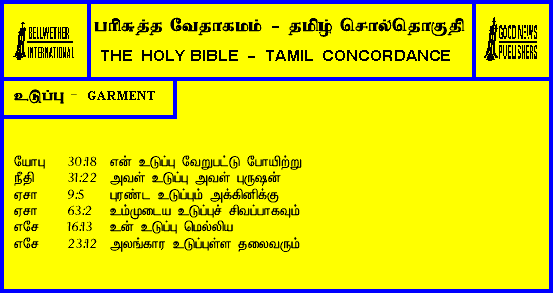 BELLWETHER
INTERNATIONAL
பரிசுத்த வேதாகமம் - தமிழ் சொல்தொகுதி
THE HOLY BIBLE - TAMIL CONCORDANCE
GOOD NEWS
PUBLISHERS
உடுப்பு - GARMENT
யோபு 30:18 என் உடுப்பு வேறுபட்டு போயிற்று
நீதி 31:22 அவள் உடுப்பு அவள் புருஷன்
ஏசா 9:5 புரண்ட உடுப்பும் அக்கினிக்கு
ஏசா 63:2 உம்முடைய உடுப்புச் சிவப்பாகவும்
எசே 16:13 உன் உடுப்பு மெல்லிய
எசே 23:12 அலங்கார உடுப்புள்ள தலைவரும்